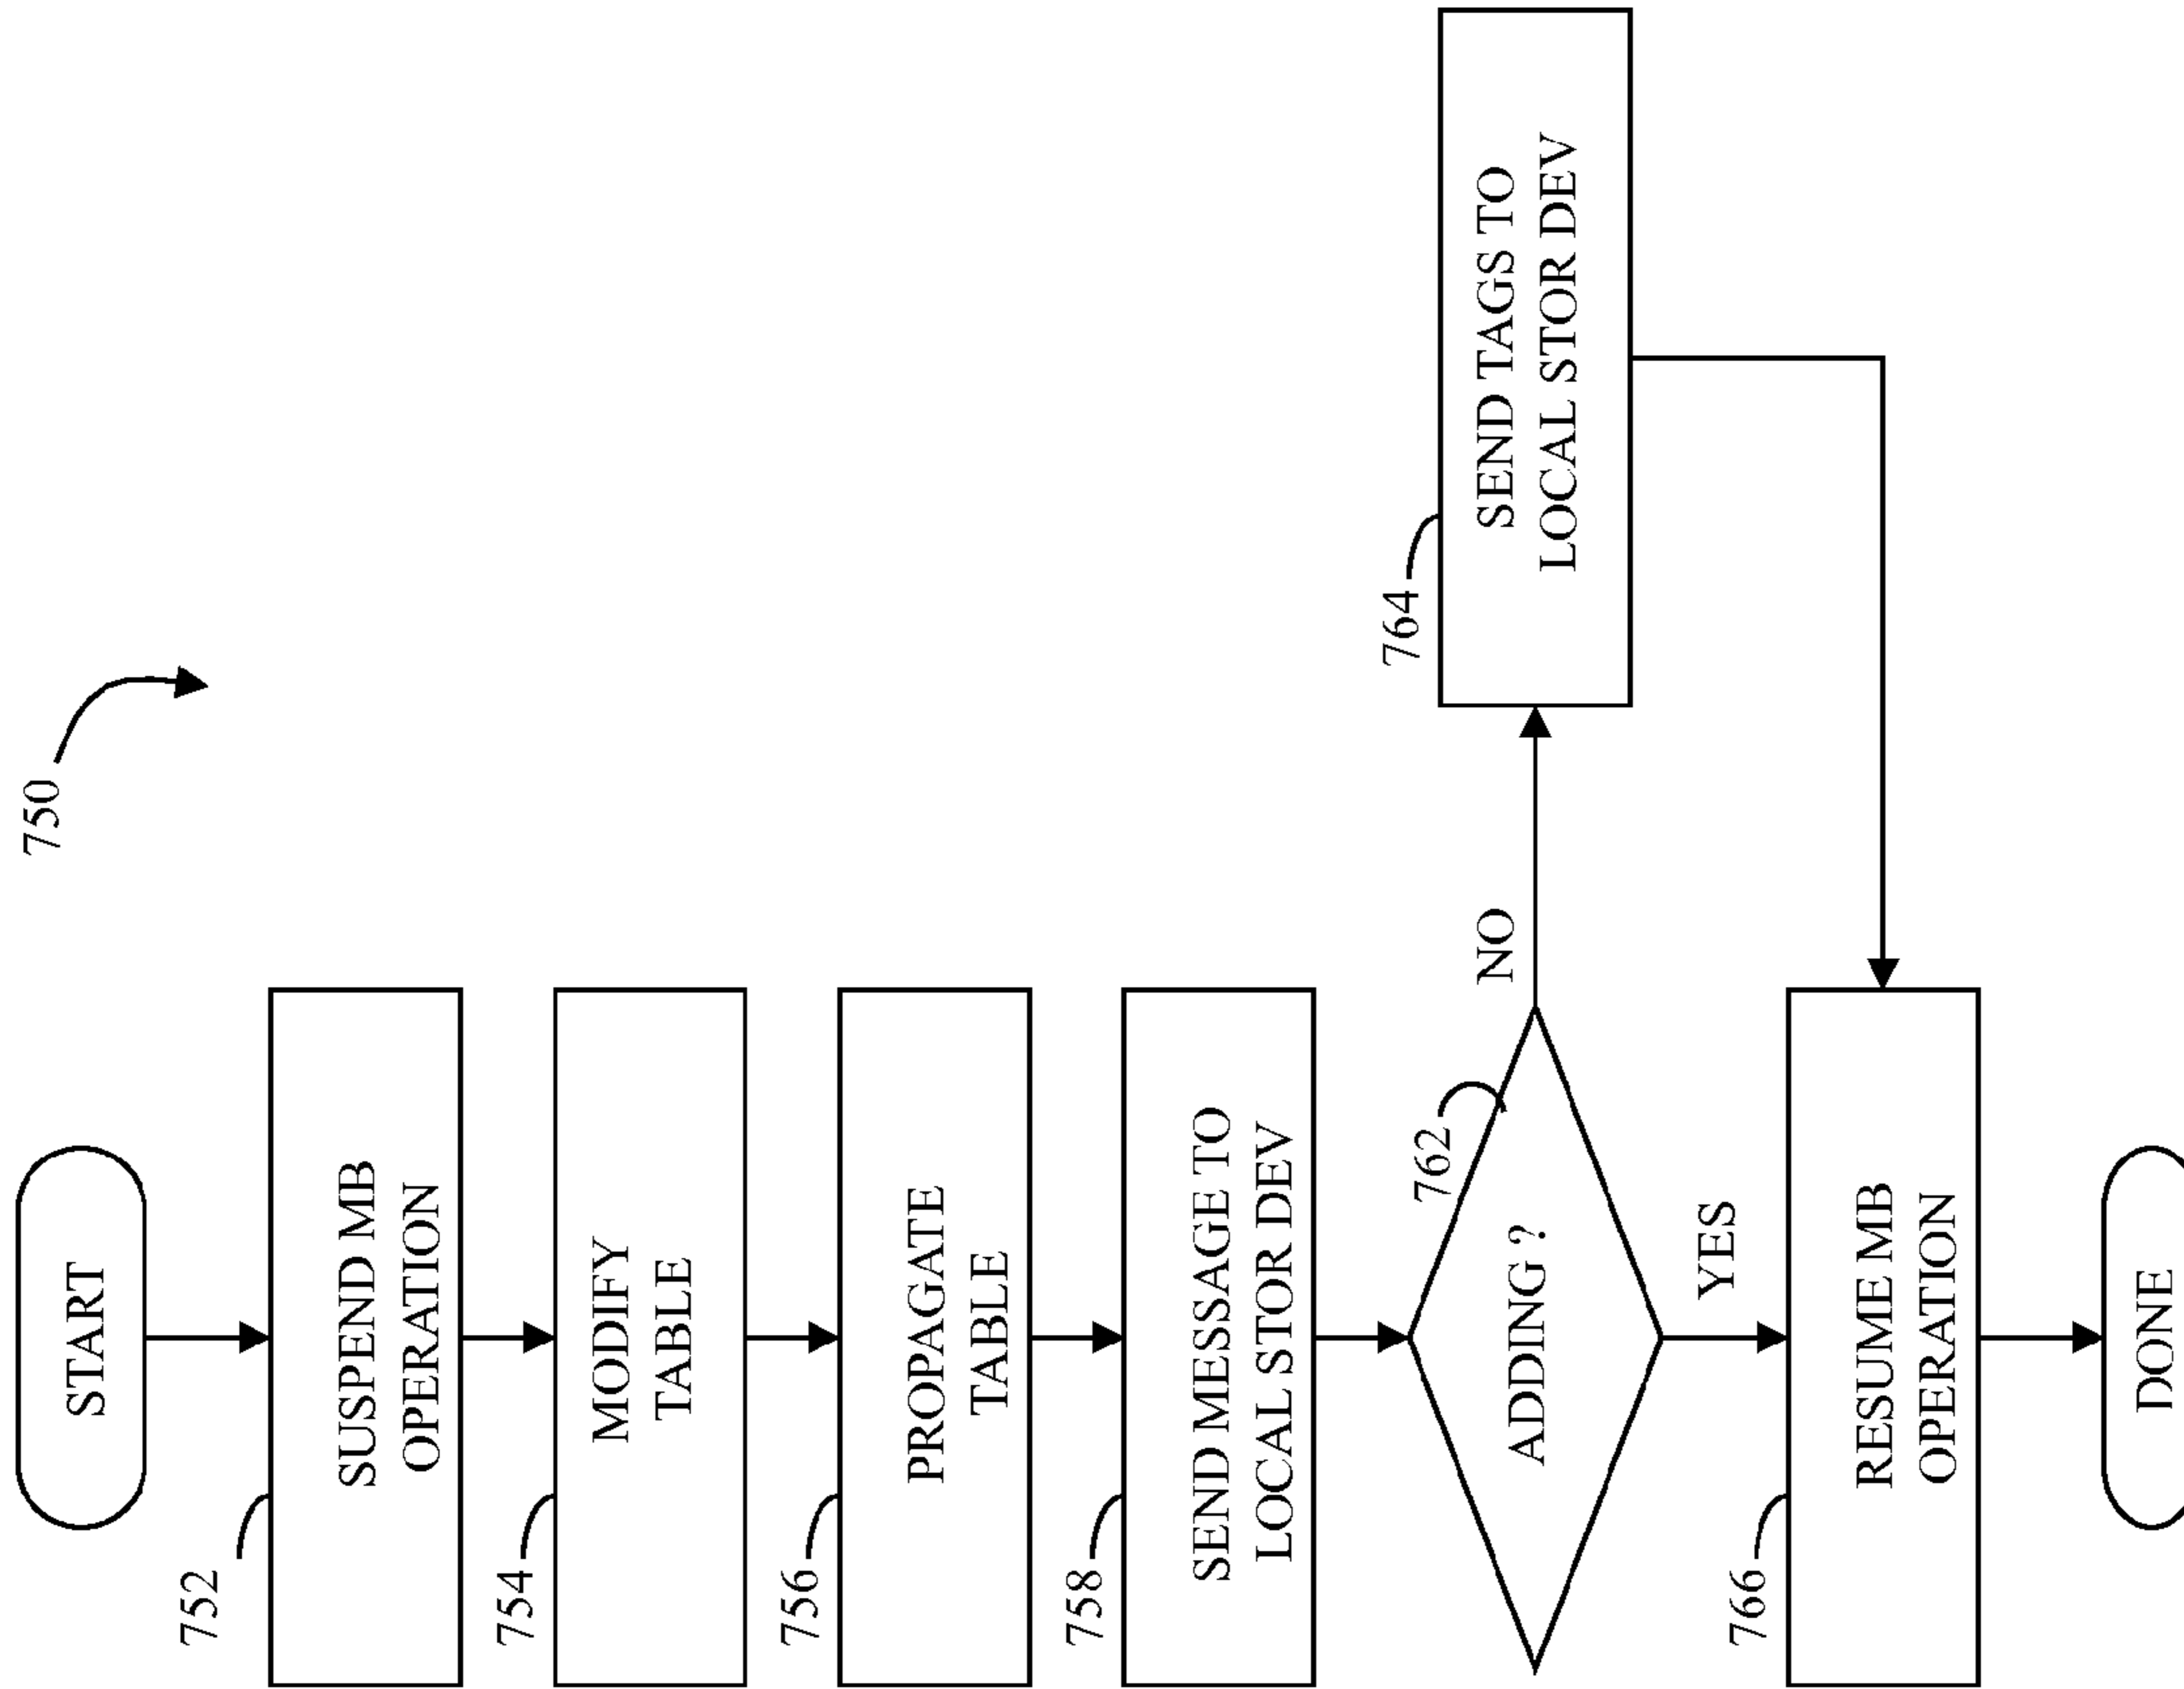 750
START
752
SUSPEND MB
OPERATION
754
MODIFY
TABLE
756
PROPAGATE
TABLE
758
SEND MESSAGE TO
LOCAL STOR DEV
762
ADDING ?
NO
764
SEND TAGS TO
LOCAL STOR DEV
YES
766
RESUME MB
OPERATION
DONE